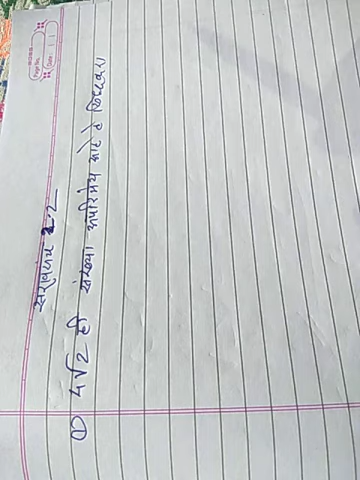 सरावसंच 2.2
① 4√2 ही संख्या अपरिमेय आहे हे सिद्ध करा
Page No.
Date